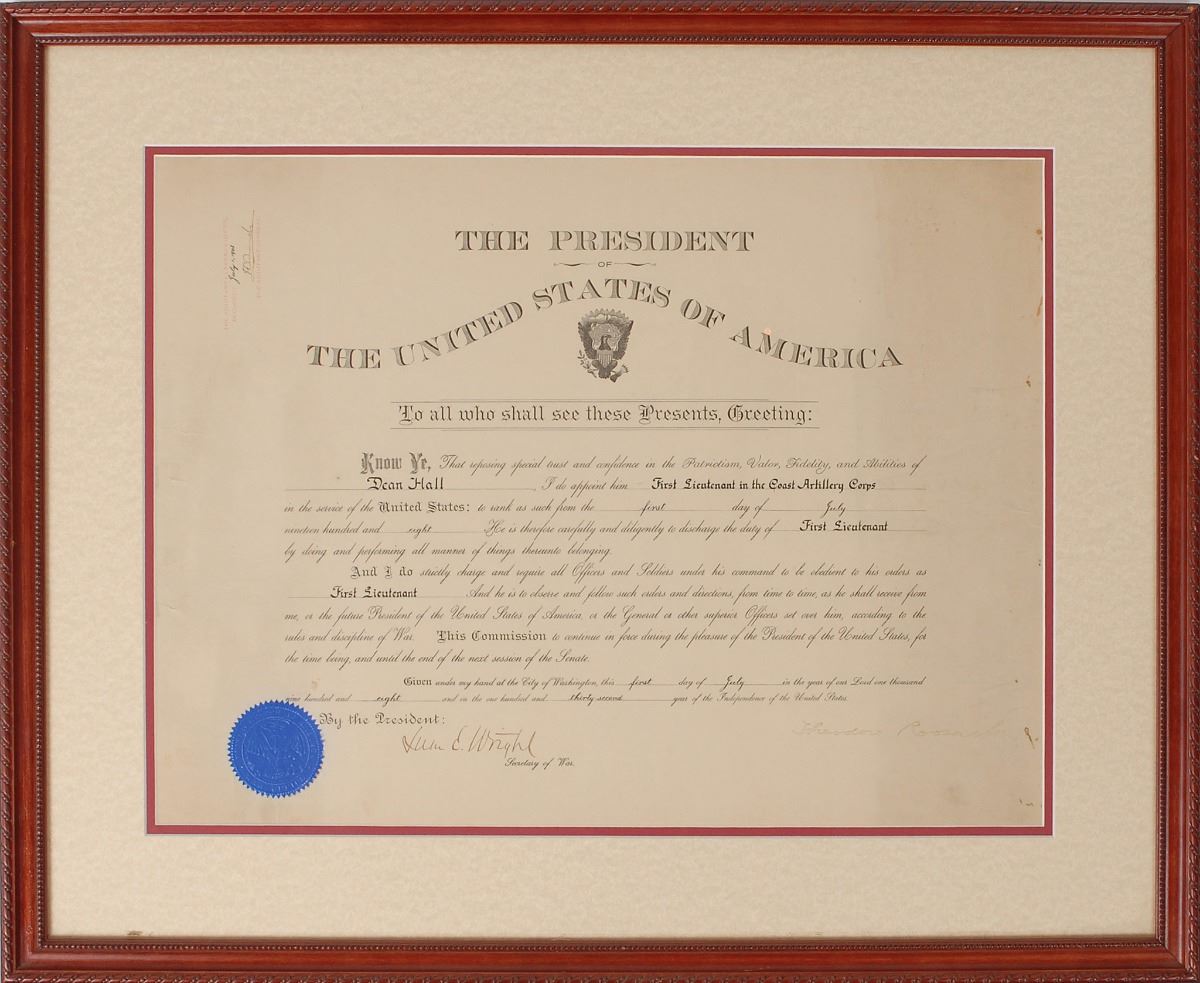 THE PRESIDENT
OF
THE UNITED STATES OF AMERICA
To all who shall see these Presents, Greeting:
Know Ye, That reposing special trust and confidence in the Patriotism, Valor, Fidelity, and Abilities of
Dean Hall, I do appoint him First Lieutenant in the Coast Artillery Corps
in the service of the United States: to rank as such from the first day of July
nineteen hundred and eight He is therefore carefully and diligently to discharge the duty of First Lieutenant
by doing and performing all manner of things thereunto belonging.
And I do strictly charge and require all Officers and Soldiers under his command to be obedient to his orders as
First Lieutenant And he is to observe and follow such orders and directions, from time to time, as he shall receive from
me, or the future President of the United States of America, or the General or other superior Officers set over him, according to the
rules and discipline of War. This Commission to continue in force during the pleasure of the President of the United States, for
the time being, and until the end of the next session of the Senate.
Given under my hand at the City of Washington, this first day of July in the year of our Lord one thousand
nine hundred and eight and in the one hundred and thirty-second year of the Independence of the United States.
By the President:
Theodore Roosevelt
Luke E. Wright
Secretary of War.